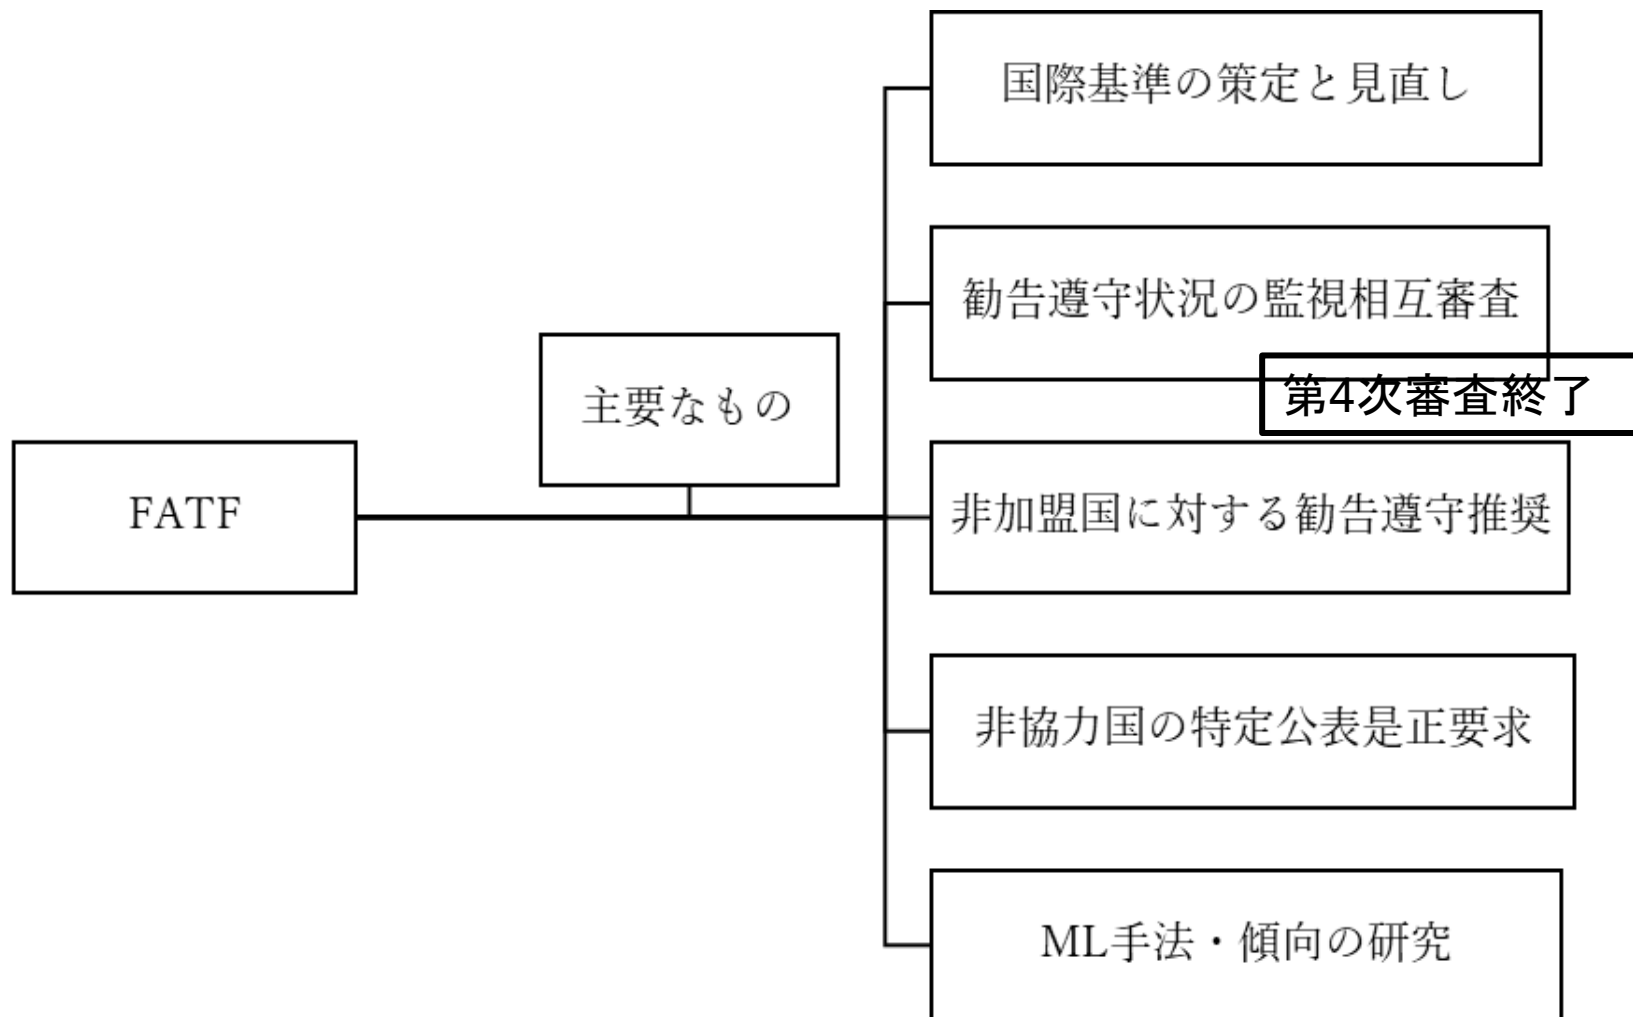 FATF
主要なもの
国際基準の策定と見直し
勧告遵守状況の監視相互審査
第4次審査終了
非加盟国に対する勧告遵守推奨
非協力国の特定公表是正要求
ML手法・傾向の研究